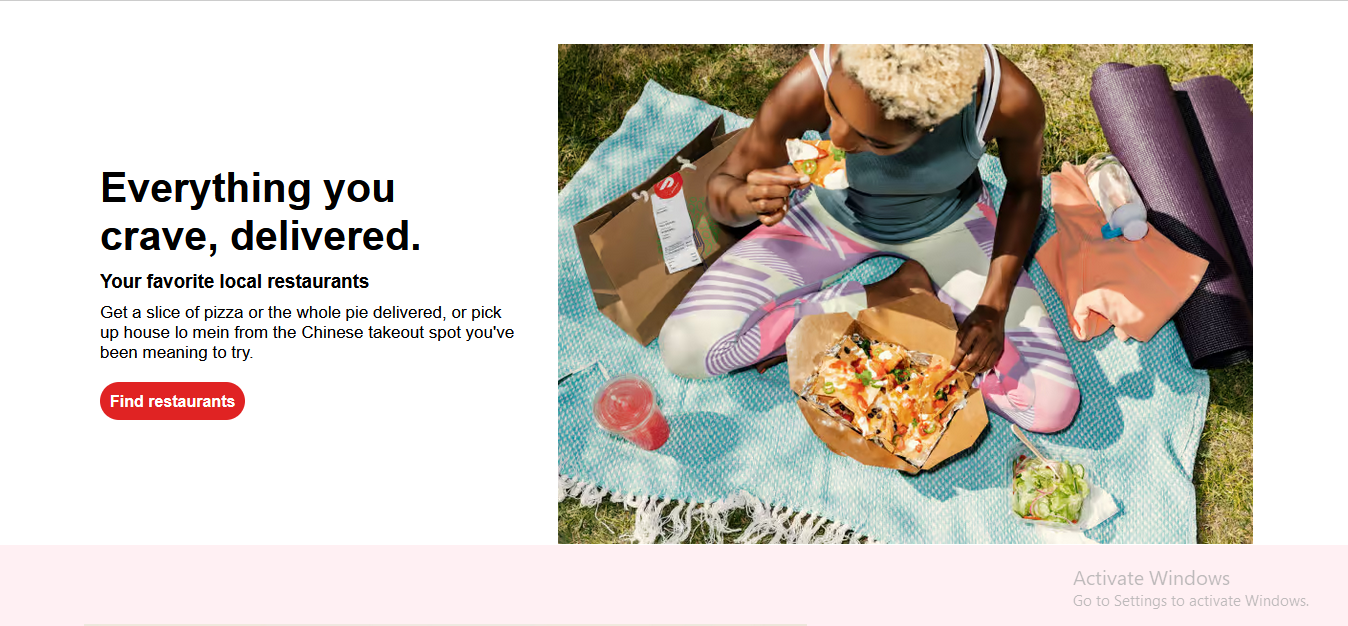 Everything you
crave, delivered.
Your favorite local restaurants
Get a slice of pizza or the whole pie delivered, or pick
up house lo mein from the Chinese takeout spot you've
been meaning to try.
Find restaurants
Activate Windows
Go to Settings to activate Windows.